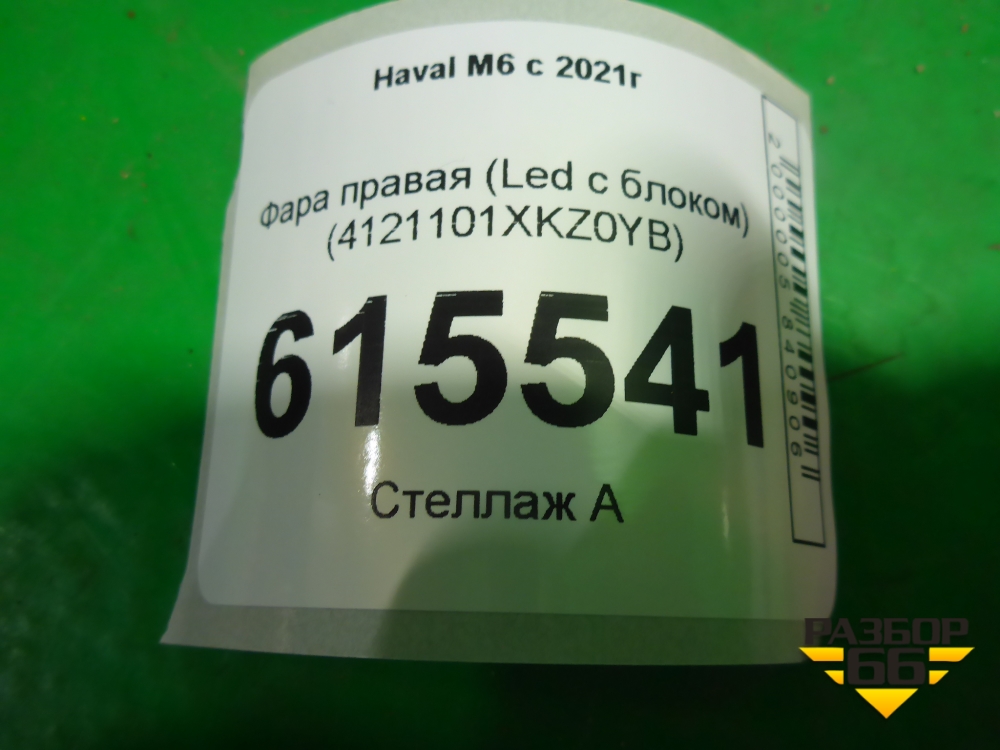 Haval M6 с 2021г
Фара правая (Led с блоком)
(4121101XKZ0YB)
615541
Стеллаж А
2000005840906
РАЗБОР
66